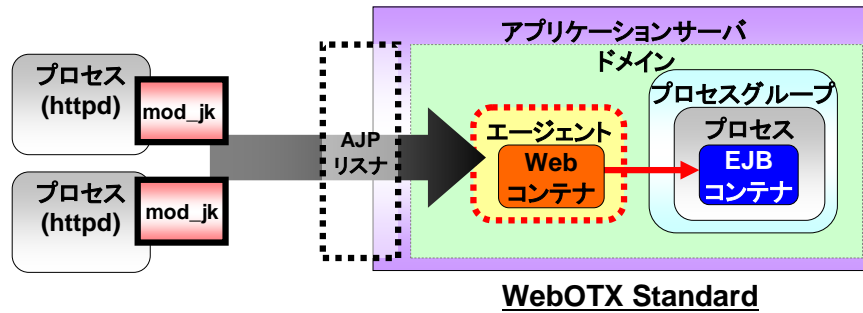 アプリケーションサーバ
ドメイン
プロセス
(httpd)
mod_jk
プロセス
(httpd)
mod_jk
AJP
リスナ
エージェント
Web
コンテナ
プロセスグループ
プロセス
EJB
コンテナ
WebOTX Standard